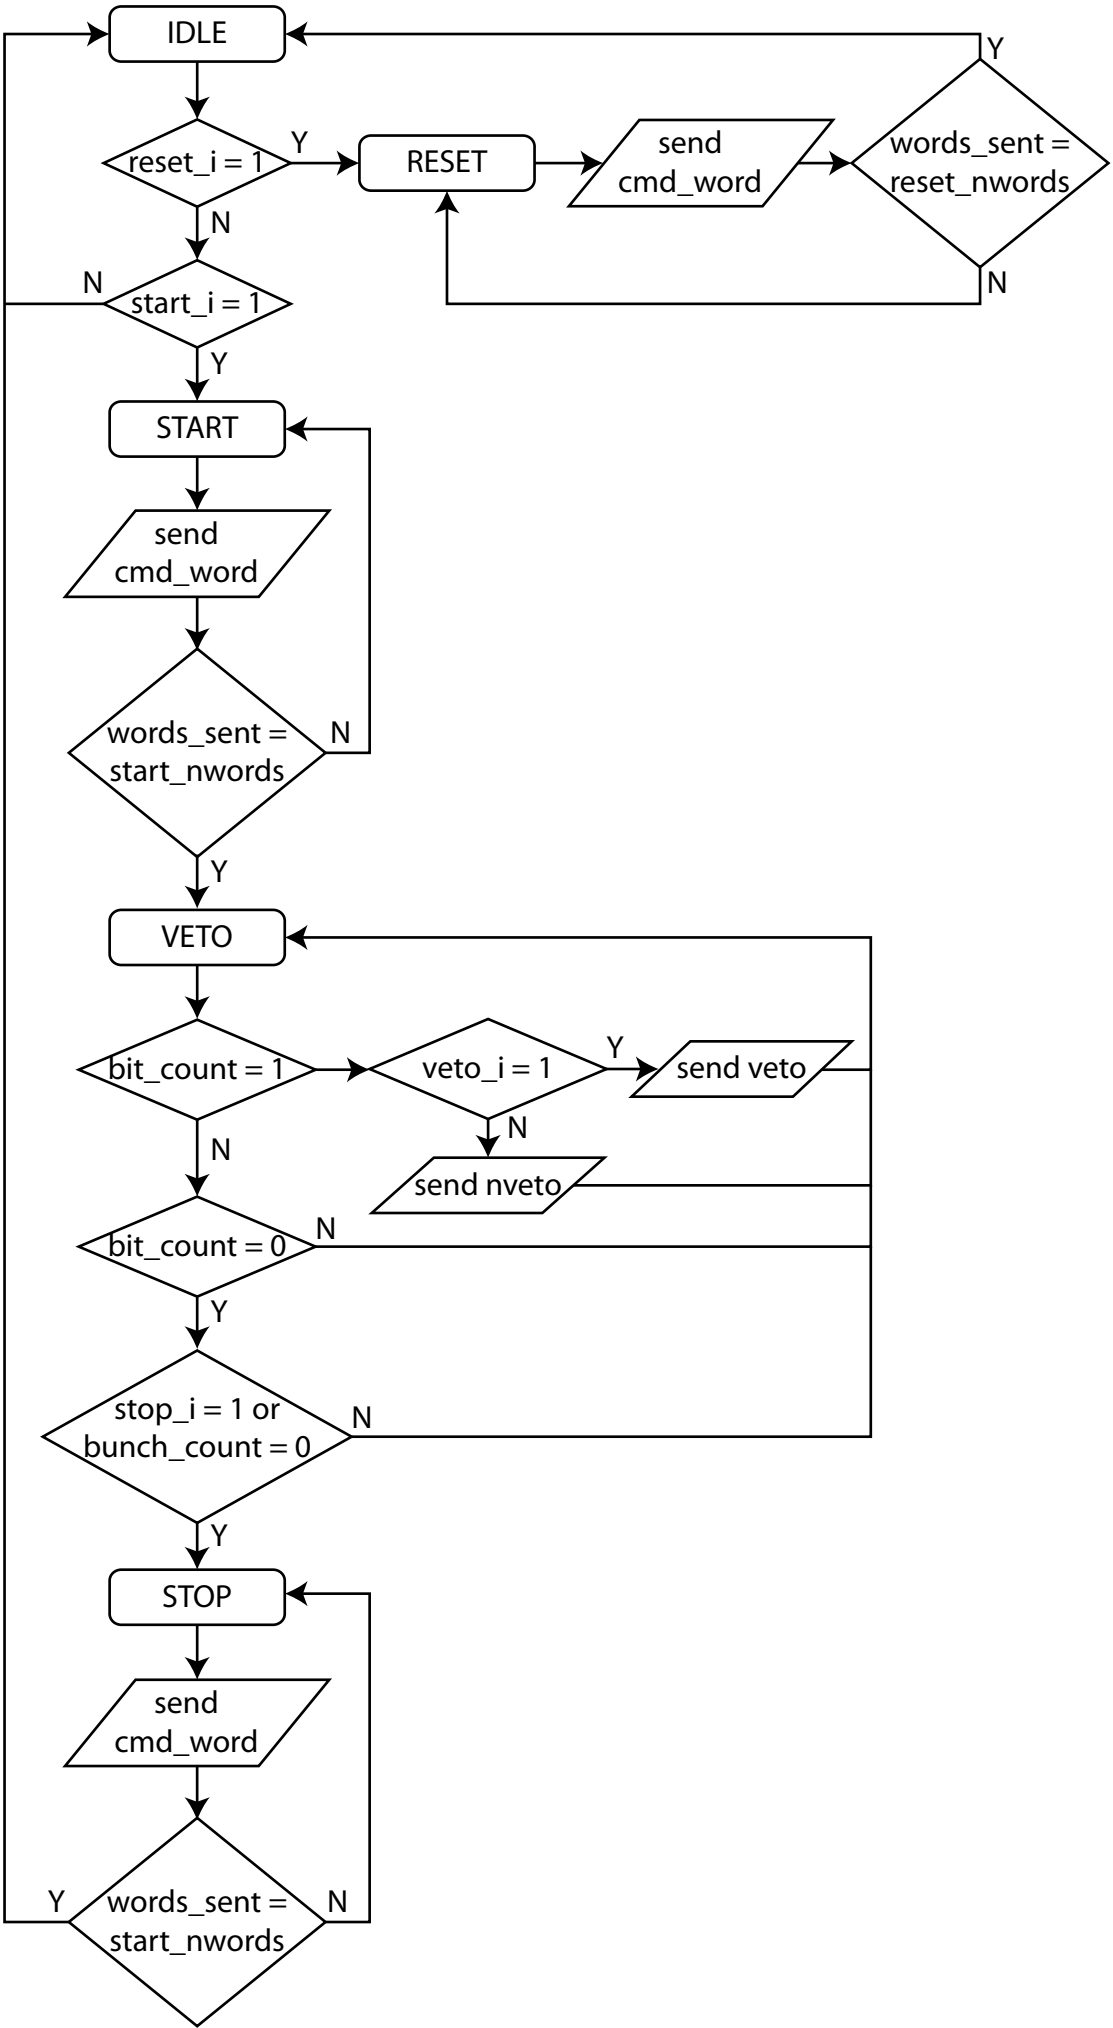 IDLE
Y
reset_i = 1
Y
RESET
send
cmd_word
words_sent =
reset_nwords
N
N
N
start_i = 1
Y
START
send
cmd_word
words_sent =
start_nwords
N
Y
VETO
bit_count = 1
veto_i = 1
Y
send veto
N
N
send nveto
bit_count = 0
N
Y
stop_i = 1 or
bunch_count = 0
N
Y
STOP
send
cmd_word
Y
words_sent =
start_nwords
N